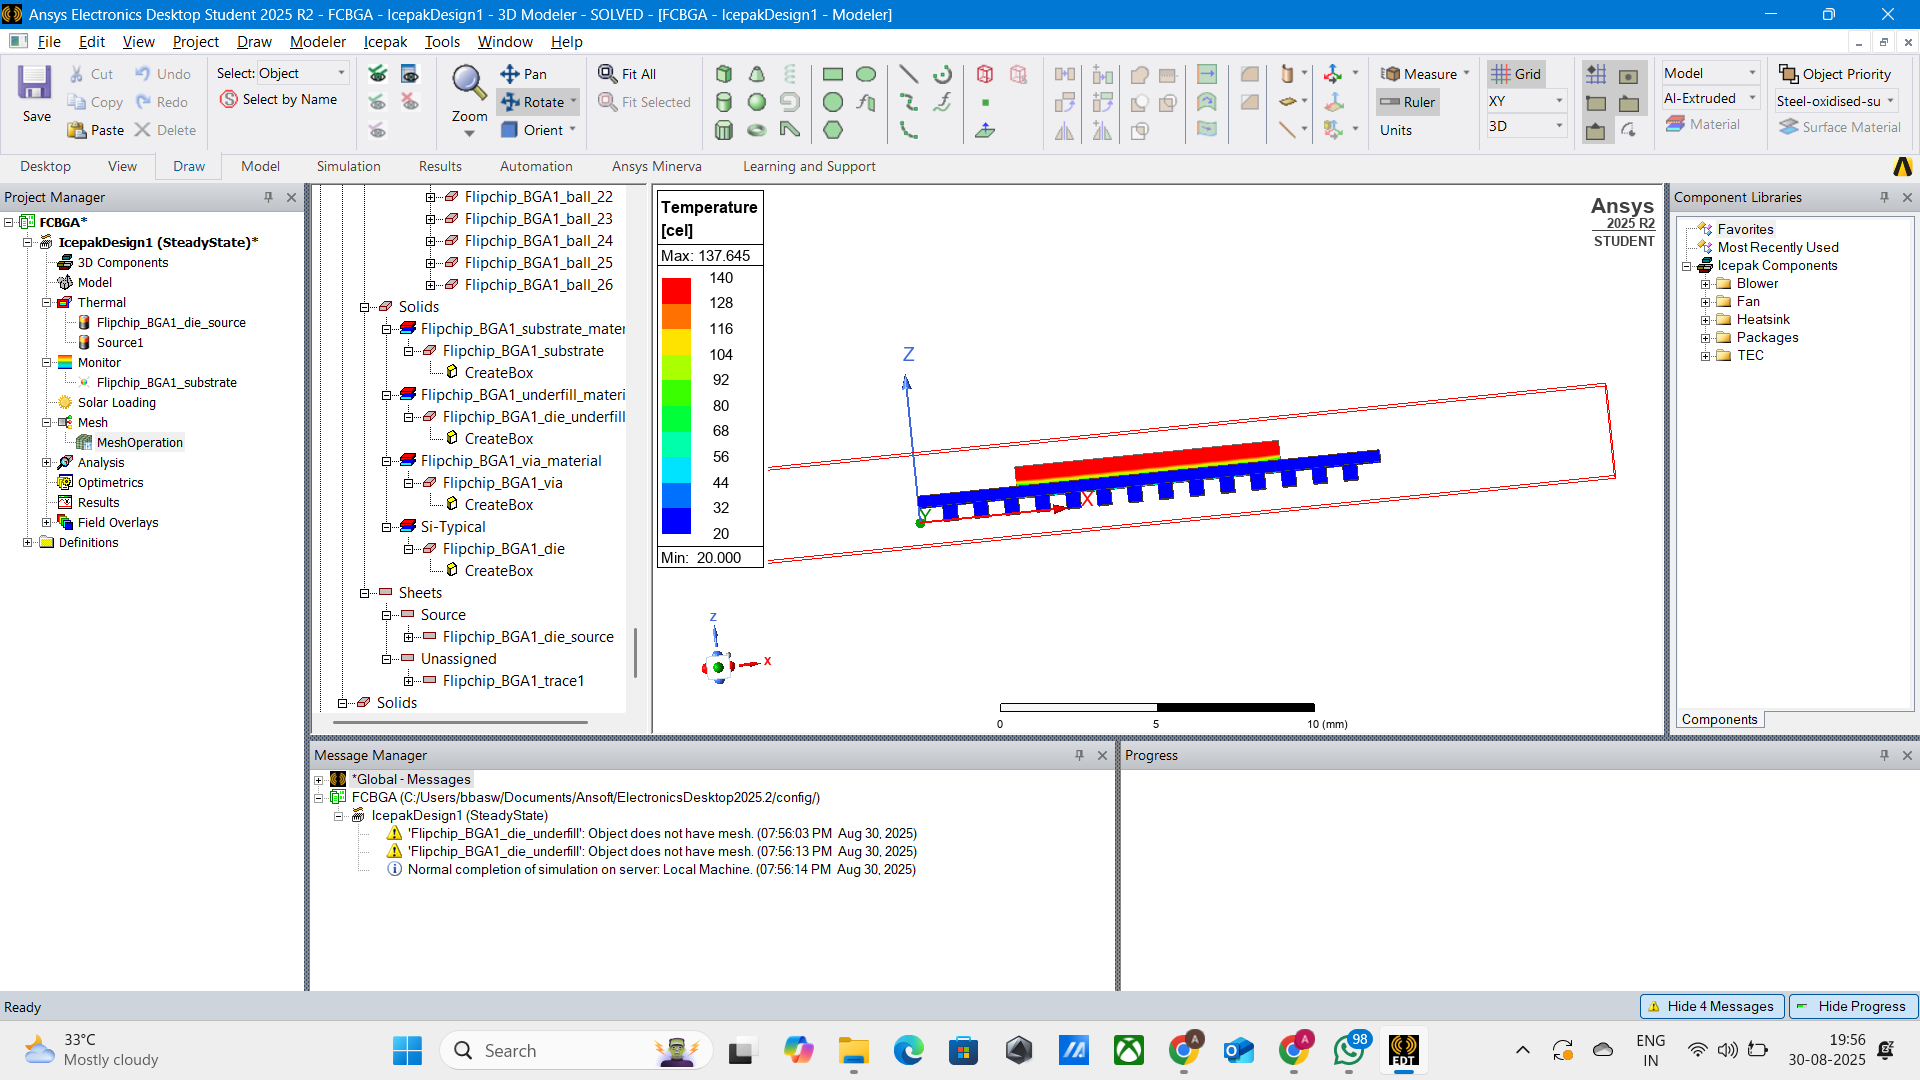 Ansys Electronics Desktop Student 2025 R2 - FCBGA - IcepakDesign1 - 3D Modeler - SOLVED - [FCBGA - IcepakDesign1 - Modeler]
File Edit View Project Draw Modeler Icepak Tools Window Help
Save
Cut
Copy
Paste
Undo
Redo
Delete
Select: Object
Select by Name
Zoom
Pan
Rotate
Orient
Fit All
Fit Selected
Measure
Ruler
Units
Grid
XY
3D
Model
Al-Extruded
Material
Object Priority
Steel-oxidised-su
Surface Material
Desktop View Draw Model Simulation Results Automation Ansys Minerva Learning and Support
Project Manager
FCBGA*
IcepakDesign1 (SteadyState)*
3D Components
Model
Thermal
Flipchip_BGA1_die_source
Source1
Monitor
Flipchip_BGA1_substrate
Solar Loading
Mesh
MeshOperation
Analysis
Optimetrics
Results
Field Overlays
Definitions
Flipchip_BGA1_ball_22
Flipchip_BGA1_ball_23
Flipchip_BGA1_ball_24
Flipchip_BGA1_ball_25
Flipchip_BGA1_ball_26
Solids
Flipchip_BGA1_substrate_mater
Flipchip_BGA1_substrate
CreateBox
Flipchip_BGA1_underfill_materi
Flipchip_BGA1_die_underfill
CreateBox
Flipchip_BGA1_via_material
Flipchip_BGA1_via
CreateBox
Si-Typical
Flipchip_BGA1_die
CreateBox
Sheets
Source
Flipchip_BGA1_die_source
Unassigned
Flipchip_BGA1_trace1
Solids
Temperature
[cel]
Max: 137.645
140
128
116
104
92
80
68
56
44
32
20
Min: 20.000
Z
X
Y
Z
X
0 5 10 (mm)
Ansys
2025 R2
STUDENT
Component Libraries
Favorites
Most Recently Used
Icepak Components
Blower
Fan
Heatsink
Packages
TEC
Components
Message Manager
*Global - Messages
FCBGA (C:/Users/bbasw/Documents/Ansoft/ElectronicsDesktop2025.2/config/)
IcepakDesign1 (SteadyState)
'Flipchip_BGA1_die_underfill': Object does not have mesh. (07:56:03 PM Aug 30, 2025)
'Flipchip_BGA1_die_underfill': Object does not have mesh. (07:56:13 PM Aug 30, 2025)
Normal completion of simulation on server: Local Machine. (07:56:14 PM Aug 30, 2025)
Progress
Ready
Hide 4 Messages
Hide Progress
33°C
Mostly cloudy
Search
A
A
98
EDT
ENG
IN
19:56
30-08-2025